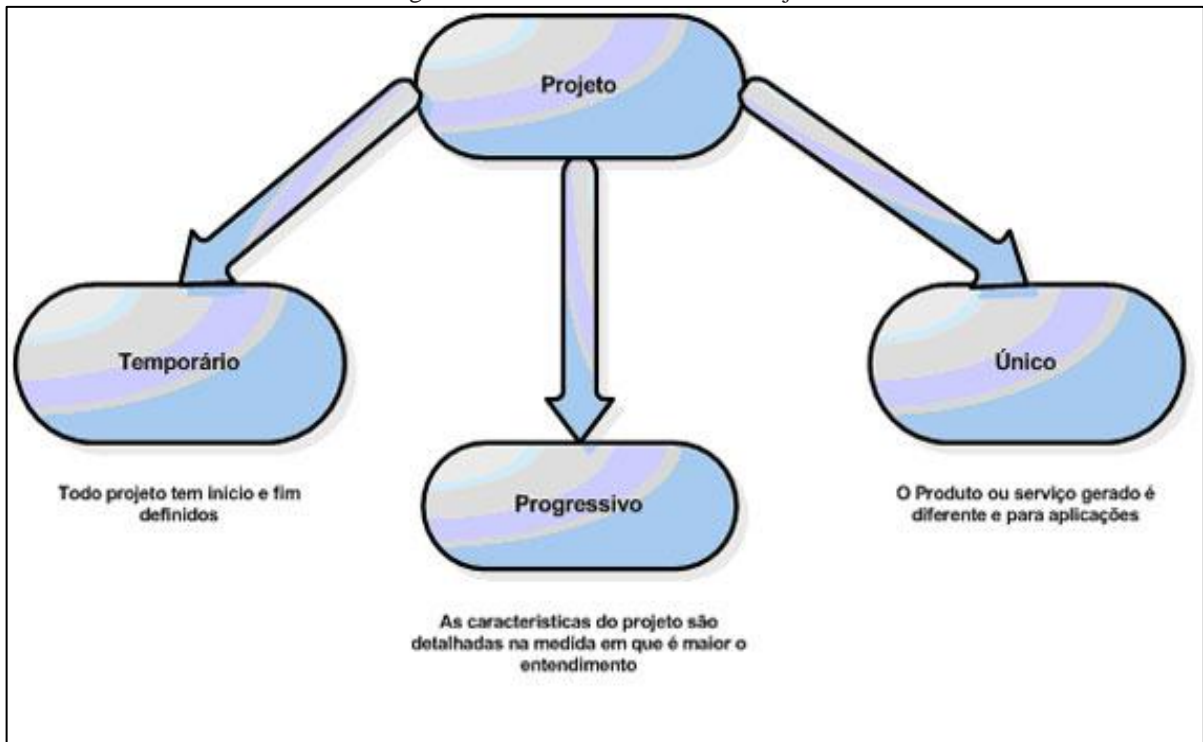 Projeto
Temporário
Único
Todo projeto tem inicio e fim
definidos
Progressivo
O Produto ou serviço gerado é
diferente e para aplicações
As caracteristicas do projeto são
detalhadas na medida em que é maior o
entendimento